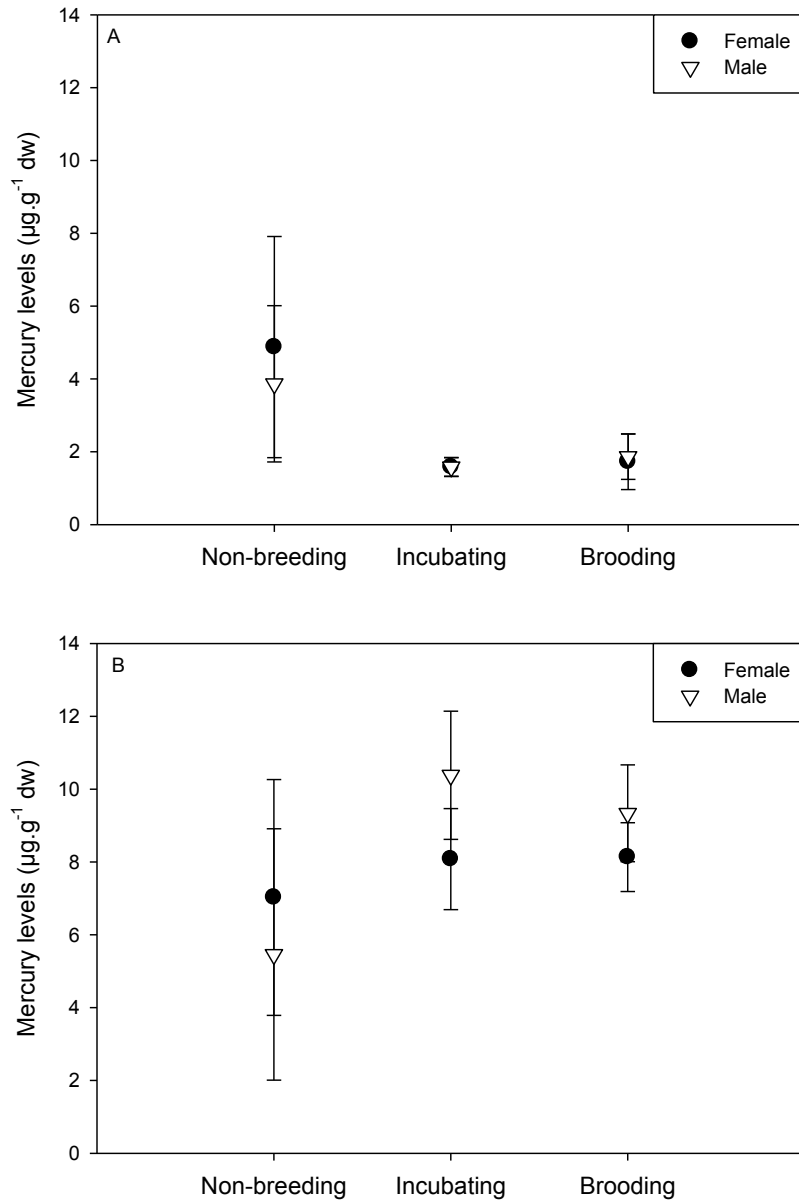 A
Female
Male
14
12
10
8
6
4
2
0
Mercury levels (µg.g⁻¹ dw)
Non-breeding Incubating Brooding
B
Female
Male
14
12
10
8
6
4
2
0
Mercury levels (µg.g⁻¹ dw)
Non-breeding Incubating Brooding